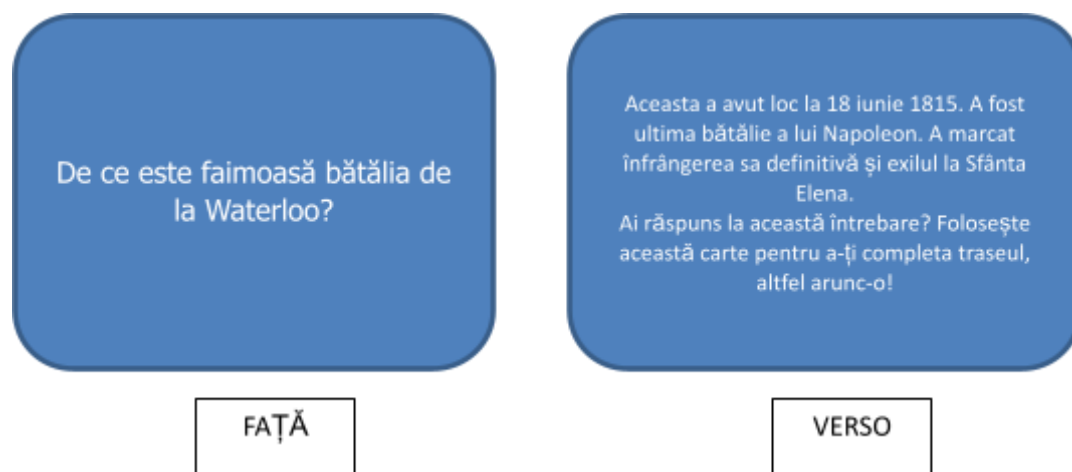 De ce este faimoasă bătălia de
la Waterloo?
Aceasta a avut loc la 18 iunie 1815. A fost
ultima bătălie a lui Napoleon. A marcat
înfrângerea sa definitivă și exilul la Sfânta
Elena.
Ai răspuns la această întrebare? Folosește
această carte pentru a-ți completa traseul,
altfel arunc-o!
FAȚĂ
VERSO